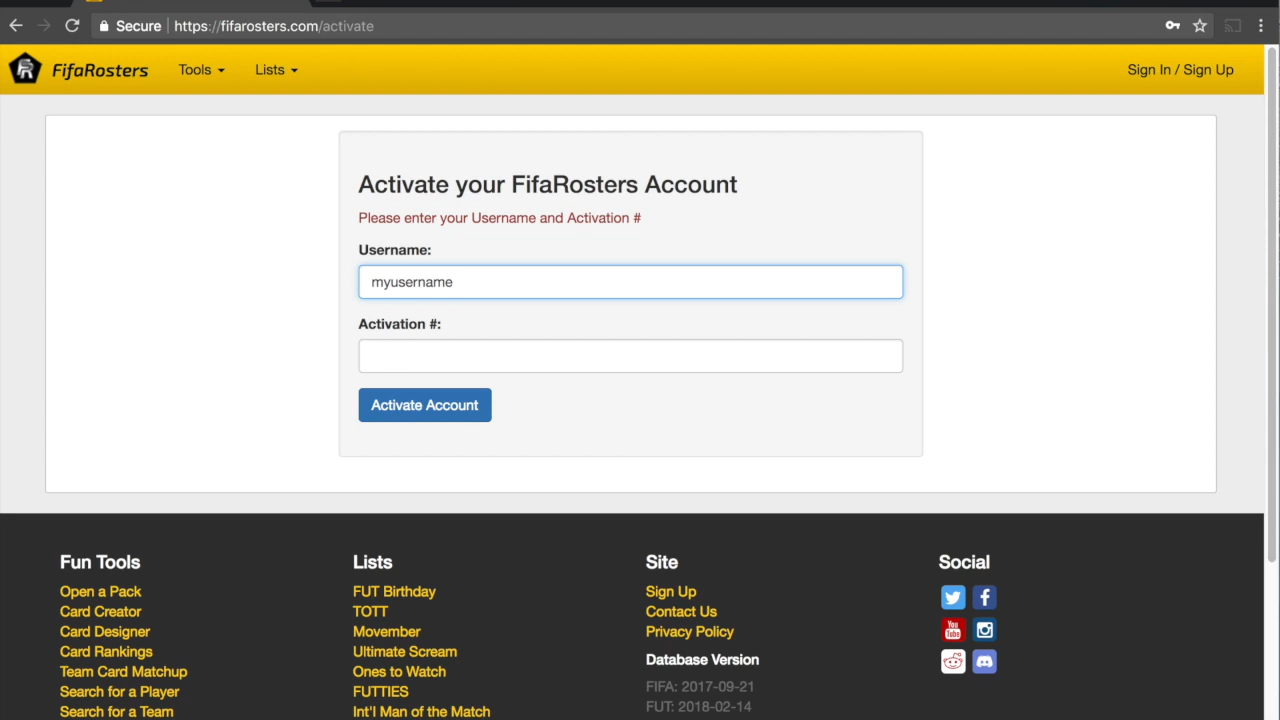 Secure | https://fifarosters.com/activate
FifaRosters Tools Lists Sign In / Sign Up
Activate your FifaRosters Account
Please enter your Username and Activation #
Username:
myusername
Activation #:
Activate Account
Fun Tools
Open a Pack
Card Creator
Card Designer
Card Rankings
Team Card Matchup
Search for a Player
Search for a Team
Lists
FUT Birthday
TOTT
Movember
Ultimate Scream
Ones to Watch
FUTTIES
Int'l Man of the Match
Site
Sign Up
Contact Us
Privacy Policy
Database Version
FIFA: 2017-09-21
FUT: 2018-02-14
Social
You
Tube